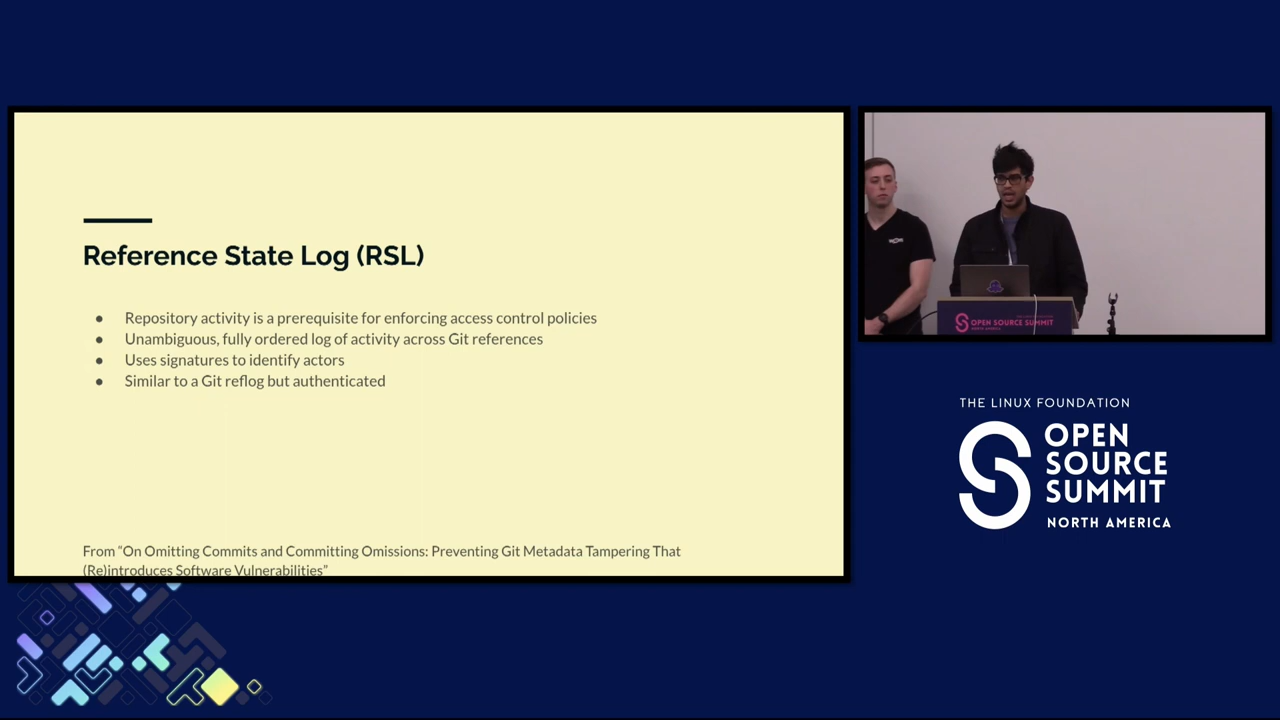 Reference State Log (RSL)
● Repository activity is a prerequisite for enforcing access control policies
● Unambiguous, fully ordered log of activity across Git references
● Uses signatures to identify actors
● Similar to a Git reflog but authenticated
From “On Omitting Commits and Committing Omissions: Preventing Git Metadata Tampering That
(Re)introduces Software Vulnerabilities”
OPEN SOURCE SUMMIT
THE LINUX FOUNDATION
OPEN
SOURCE
SUMMIT
NORTH AMERICA